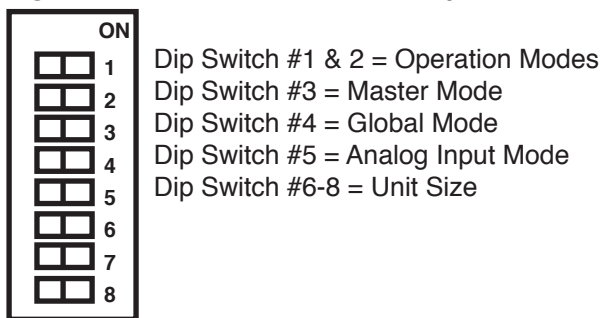 ON
1
2
3
4
5
6
7
8
Dip Switch #1 & 2 = Operation Modes
Dip Switch #3 = Master Mode
Dip Switch #4 = Global Mode
Dip Switch #5 = Analog Input Mode
Dip Switch #6-8 = Unit Size